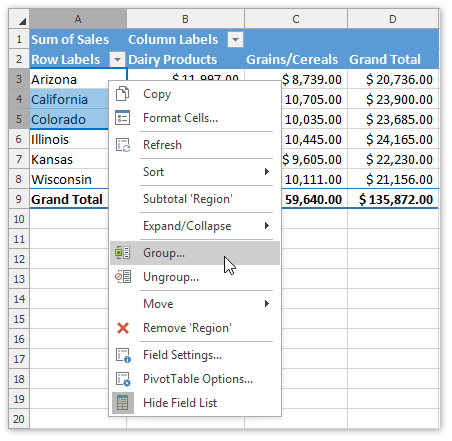 A B C D
1 Sum of Sales Column Labels
2 Row Labels Dairy Products Grains/Cereals Grand Total
3 Arizona $ 11,997.00 $ 8,739.00 $ 20,736.00
4 California 10,705.00 $ 23,900.00
5 Colorado 10,035.00 $ 23,685.00
6 Illinois 10,445.00 $ 24,165.00
7 Kansas $ 9,605.00 $ 22,230.00
8 Wisconsin 10,111.00 $ 21,156.00
9 Grand Total 59,640.00 $ 135,872.00
10
11
12
13
14
15
16
17
18
19
20
Copy
Format Cells...
Refresh
Sort
Subtotal 'Region'
Expand/Collapse
Group...
Ungroup...
Move
Remove 'Region'
Field Settings...
PivotTable Options...
Hide Field List